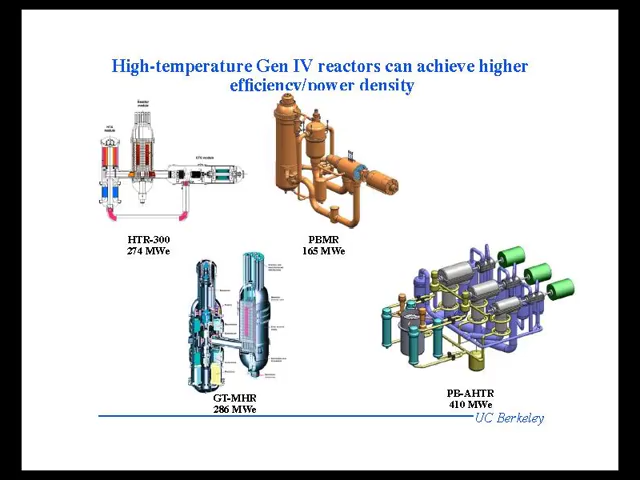 High-temperature Gen IV reactors can achieve higher
efficiency/power density
HTR-300
274 MWe
PBMR
165 MWe
GT-MHR
286 MWe
PB-AHTR
410 MWe
UC Berkeley